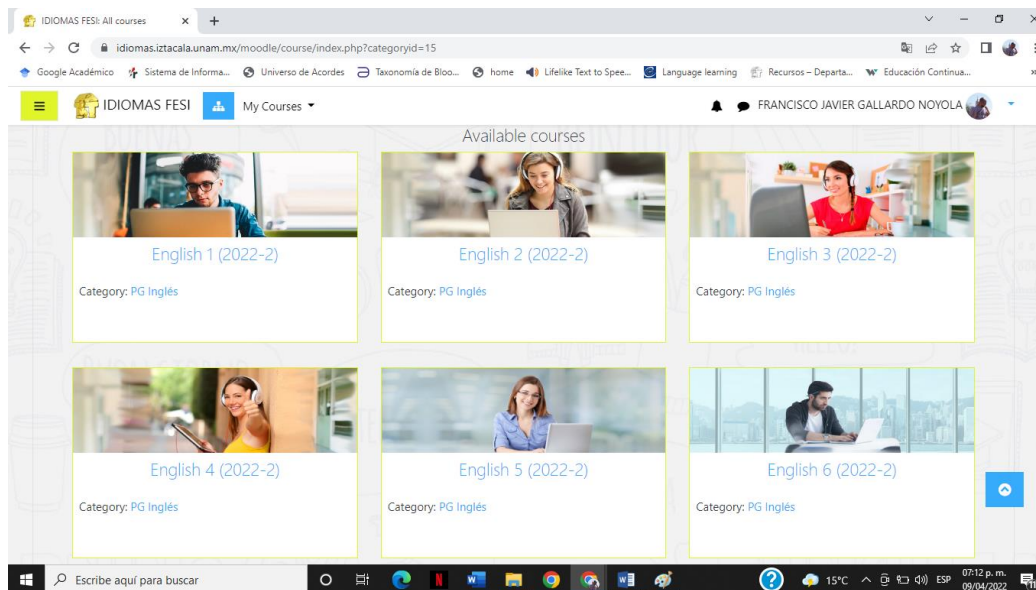 IDIOMAS FESI: All courses
idiomas.iztacala.unam.mx/moodle/course/index.php?categoryid=15
Google Académico Sistema de Informa... Universo de Acordes Taxonomía de Bloo... home Lifelike Text to Spee... Language learning Recursos – Departa... Educación Continua...
IDIOMAS FESI My Courses FRANCISCO JAVIER GALLARDO NOYOLA
Available courses
English 1 (2022-2) English 2 (2022-2) English 3 (2022-2)
Category: PG Inglés Category: PG Inglés Category: PG Inglés
English 4 (2022-2) English 5 (2022-2) English 6 (2022-2)
Category: PG Inglés Category: PG Inglés Category: PG Inglés
Escribe aquí para buscar 15°C ESP 07:12 p. m.
09/04/2022